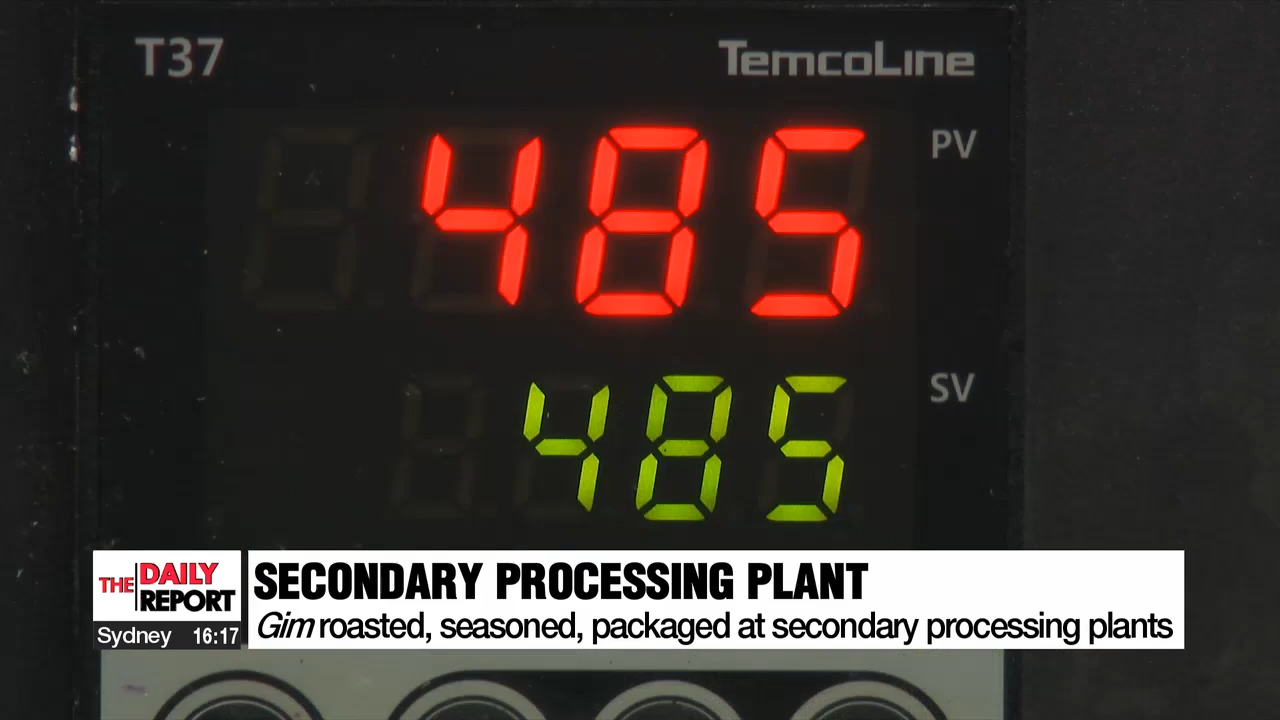 T37
TemcoLine
485
PV
485
SV
THE DAILY REPORT
SECONDARY PROCESSING PLANT
Gim roasted, seasoned, packaged at secondary processing plants
Sydney 16:17